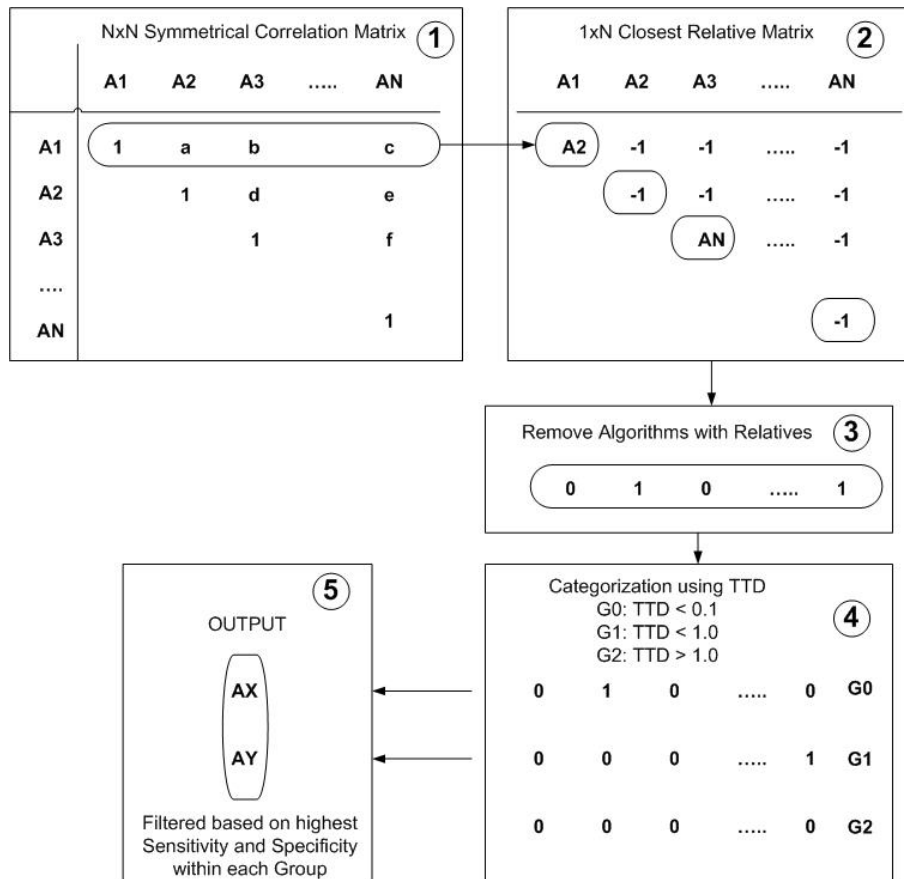 NxN Symmetrical Correlation Matrix 1
A1 A2 A3 ..... AN
A1 1 a b c
A2 1 d e
A3 1 f
....
AN 1
1xN Closest Relative Matrix 2
A1 A2 A3 ..... AN
A2 -1 -1 ..... -1
-1 -1 ..... -1
AN ..... -1
-1
Remove Algorithms with Relatives 3
0 1 0 ..... 1
Categorization using TTD
G0: TTD < 0.1
G1: TTD < 1.0
G2: TTD > 1.0
4
0 1 0 ..... 0 G0
0 0 0 ..... 1 G1
0 0 0 ..... 0 G2
5
OUTPUT
AX
AY
Filtered based on highest
Sensitivity and Specificity
within each Group